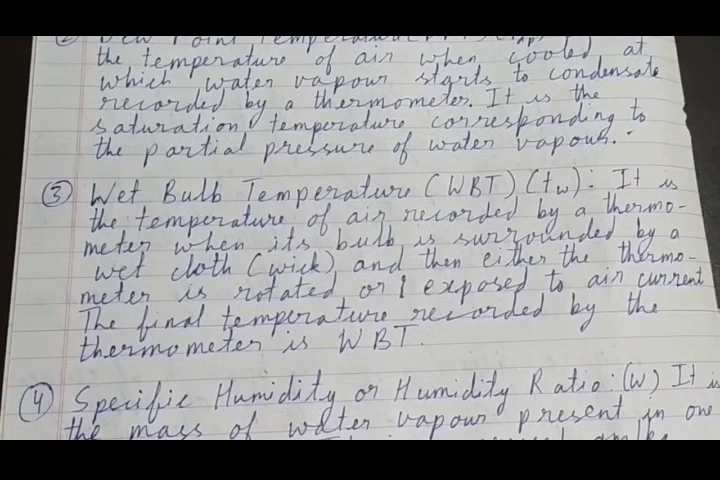 the temperature of air when cooled at
which water vapour starts to condensate
recorded by a thermometer. It is the
saturation temperature corresponding to
the partial pressure of water vapour.
③ Wet Bulb Temperature (WBT) (tw): It is
the temperature of air recorded by a thermo-
meter when its bulb is surrounded by a
wet cloth (wick) and then either the thermo-
meter is rotated or exposed to air current
The final temperature recorded by the
thermometer is WBT.
④ Specific Humidity or Humidity Ratio: (W) It is
the mass of water vapour present in one